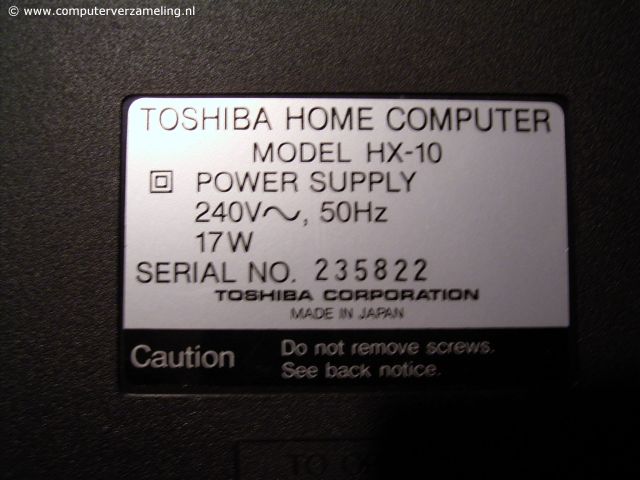 © www.computerverzameling.nl
TOSHIBA HOME COMPUTER
MODEL HX-10
POWER SUPPLY
240V~, 50Hz
17W
SERIAL NO. 235822
TOSHIBA CORPORATION
MADE IN JAPAN
Caution Do not remove screws.
See back notice.
TO